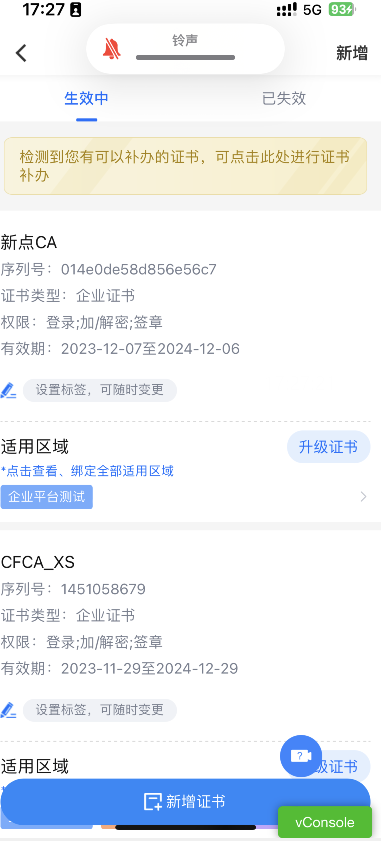 17:27
5G
93
铃声
新增
生效中
已失效
检测到您有可以补办的证书，可点击此处进行证书
补办
新点CA
序列号：014e0de58d856e56c7
证书类型：企业证书
权限：登录;加/解密;签章
有效期：2023-12-07至2024-12-06
设置标签，可随时变更
适用区域
升级证书
*点击查看、绑定全部适用区域
企业平台测试
CFCA_XS
序列号：1451058679
证书类型：企业证书
权限：登录;加/解密;签章
有效期：2023-11-29至2024-12-29
设置标签，可随时变更
适用区域
级证书
新增证书
vConsole